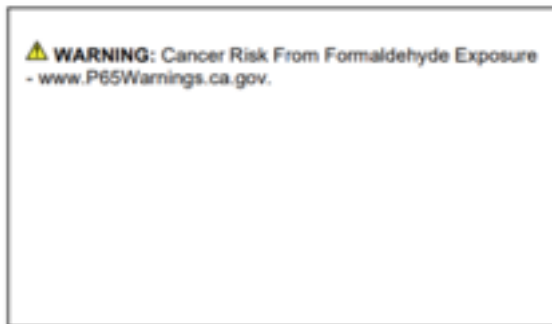 ⚠ WARNING: Cancer Risk From Formaldehyde Exposure
- www.P65Warnings.ca.gov.